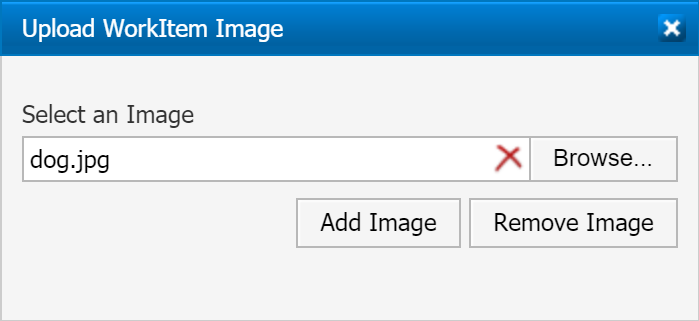 Upload WorkItem Image
Select an Image
dog.jpg Browse...
Add Image Remove Image